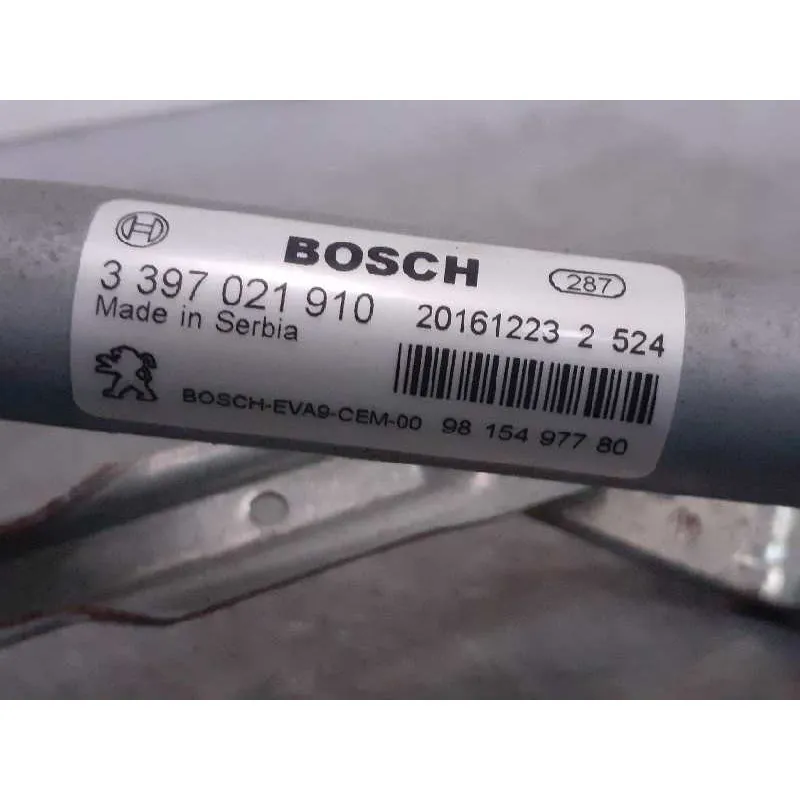 BOSCH
287
3 397 021 910
20161223 2 524
Made in Serbia
BOSCH-EVA9-CEM-00 98 154 977 80